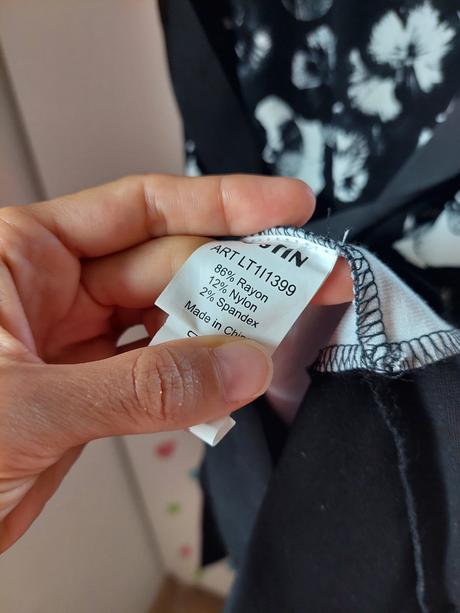 ART LT1I1399
86% Rayon
12% Nylon
2% Spandex
Made in China